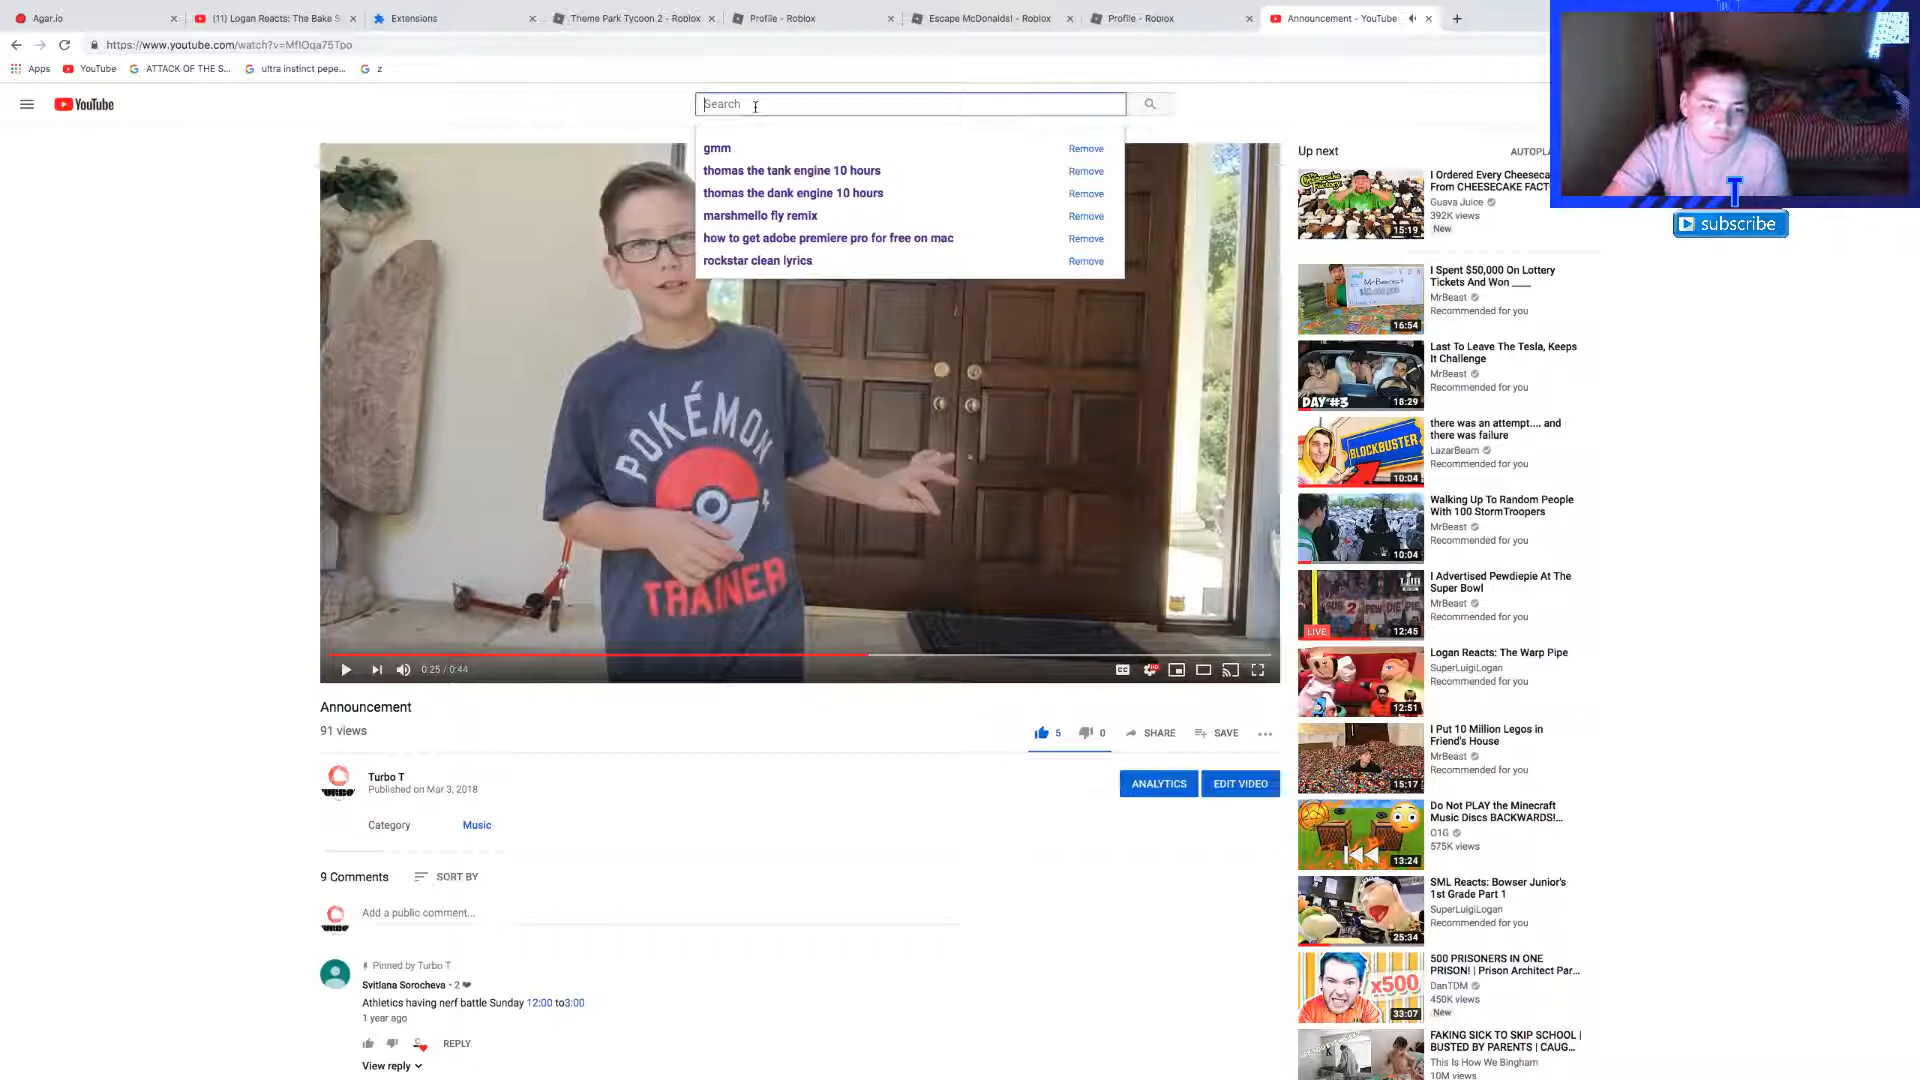 Agar.io
(11) Logan Reacts: The Bake S
Extensions
Theme Park Tycoon 2 - Roblox
Profile - Roblox
Escape McDonalds! - Roblox
Profile - Roblox
Announcement - YouTube
https://www.youtube.com/watch?v=MfIOqa75Tpo
Apps
YouTube
ATTACK OF THE S...
ultra instinct pepe...
z
YouTube
Search
gmm Remove
thomas the tank engine 10 hours Remove
thomas the dank engine 10 hours Remove
marshmello fly remix Remove
how to get adobe premiere pro for free on mac Remove
rockstar clean lyrics Remove
T
subscribe
POKÉMON
TRAINER
0:25 / 0:44
CC
HD
Announcement
91 views
5
0
SHARE
SAVE
Turbo T
Published on Mar 3, 2018
ANALYTICS
EDIT VIDEO
Category
Music
9 Comments
SORT BY
Add a public comment...
Pinned by Turbo T
Svitlana Sorocheva • 2
Athletics having nerf battle Sunday 12:00 to3:00
1 year ago
REPLY
View reply
Up next
AUTOPLA
The Cheesecake Factory
15:19
I Ordered Every Cheeseca
From CHEESECAKE FACT
Guava Juice
392K views
New
MrBeast
16:54
I Spent $50,000 On Lottery
Tickets And Won ____
MrBeast
Recommended for you
DAY #3
18:29
Last To Leave The Tesla, Keeps
It Challenge
MrBeast
Recommended for you
BLOCKBUSTER
10:04
there was an attempt.... and
there was failure
LazarBeam
Recommended for you
10:04
Walking Up To Random People
With 100 StormTroopers
MrBeast
Recommended for you
SUB 2 PEW DIE PIE
LIVE
12:45
I Advertised Pewdiepie At The
Super Bowl
MrBeast
Recommended for you
12:51
Logan Reacts: The Warp Pipe
SuperLuigiLogan
Recommended for you
15:17
I Put 10 Million Legos in
Friend's House
MrBeast
Recommended for you
13:24
Do Not PLAY the Minecraft
Music Discs BACKWARDS!...
O1G
575K views
25:34
SML Reacts: Bowser Junior's
1st Grade Part 1
SuperLuigiLogan
Recommended for you
x500
33:07
500 PRISONERS IN ONE
PRISON! | Prison Architect Par...
DanTDM
450K views
New
FAKING SICK TO SKIP SCHOOL |
BUSTED BY PARENTS | CAUG...
This Is How We Bingham
10M views